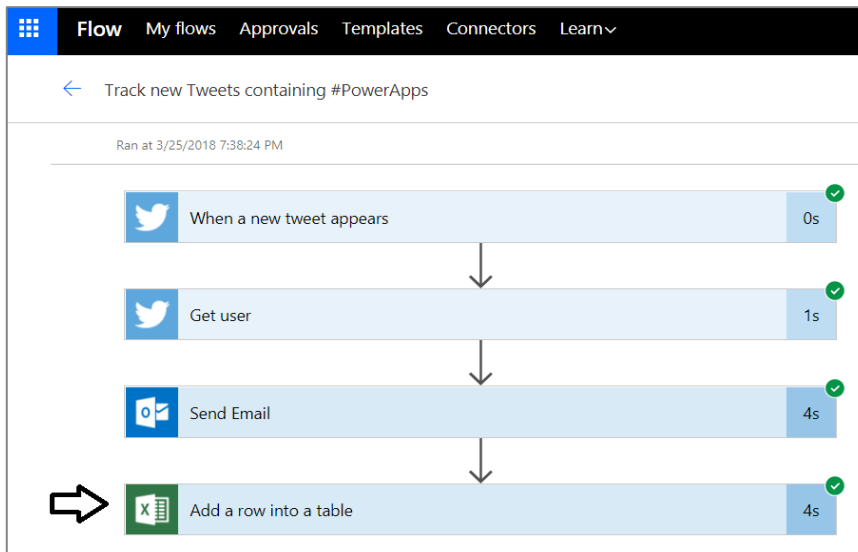 Flow My flows Approvals Templates Connectors Learn
Track new Tweets containing #PowerApps
Ran at 3/25/2018 7:38:24 PM
When a new tweet appears 0s
Get user 1s
Send Email 4s
Add a row into a table 4s